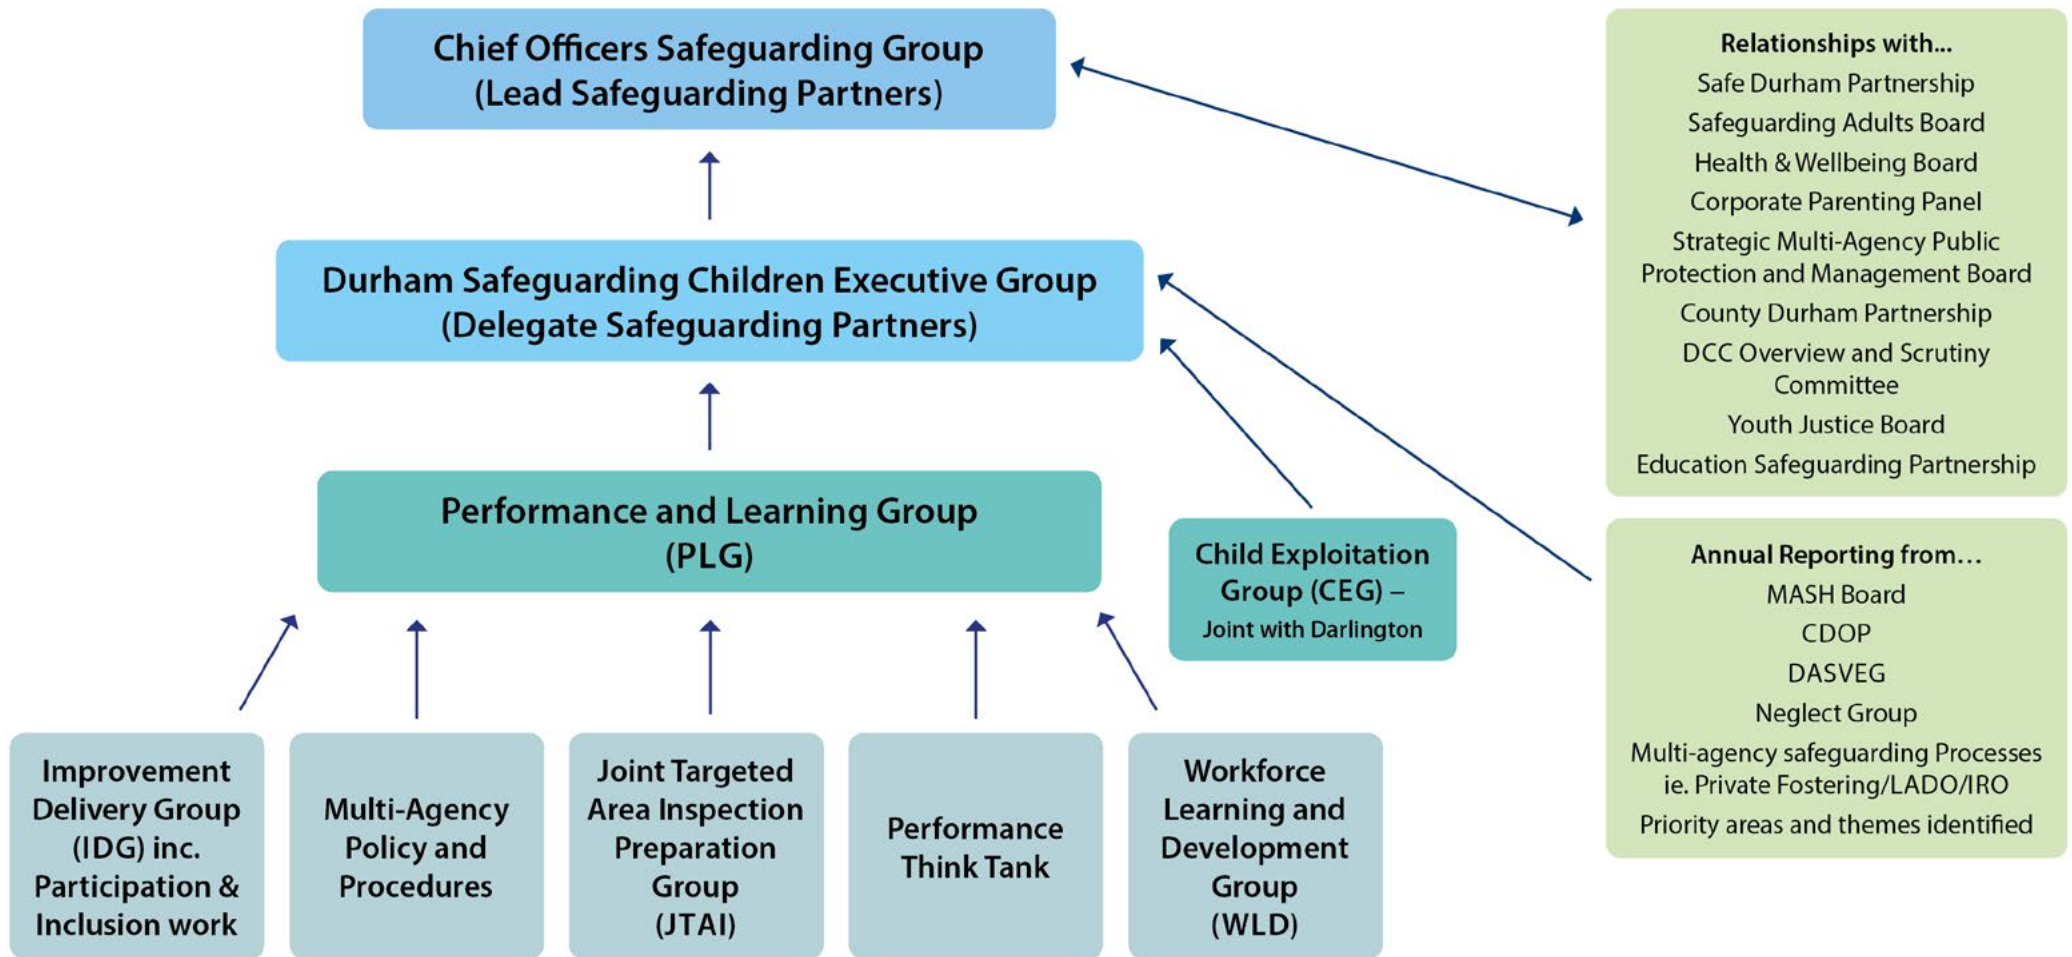 Chief Officers Safeguarding Group
(Lead Safeguarding Partners)
Durham Safeguarding Children Executive Group
(Delegate Safeguarding Partners)
Performance and Learning Group
(PLG)
Child Exploitation
Group (CEG) –
Joint with Darlington
Improvement
Delivery Group
(IDG) inc.
Participation &
Inclusion work
Multi-Agency
Policy and
Procedures
Joint Targeted
Area Inspection
Preparation
Group
(JTAI)
Performance
Think Tank
Workforce
Learning and
Development
Group
(WLD)
Relationships with...
Safe Durham Partnership
Safeguarding Adults Board
Health & Wellbeing Board
Corporate Parenting Panel
Strategic Multi-Agency Public
Protection and Management Board
County Durham Partnership
DCC Overview and Scrutiny
Committee
Youth Justice Board
Education Safeguarding Partnership
Annual Reporting from…
MASH Board
CDOP
DASVEG
Neglect Group
Multi-agency safeguarding Processes
ie. Private Fostering/LADO/IRO
Priority areas and themes identified